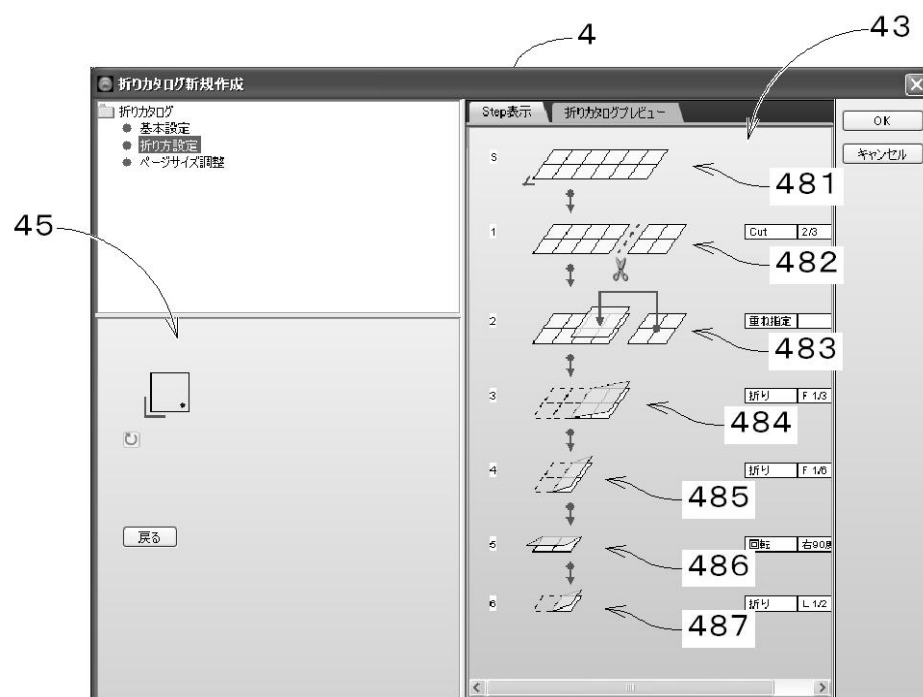 4
43
折りカタログ新規作成
折りカタログ
基本設定
折り方設定
ページサイズ調整
Step表示
折りカタログプレビュー
OK
キャンセル
45
戻る
S
481
1
Cut 2/3
482
2
重ね指定
483
3
折り F 1/3
484
4
折り F 1/6
485
5
回転 右90度
486
6
折り L 1/2
487